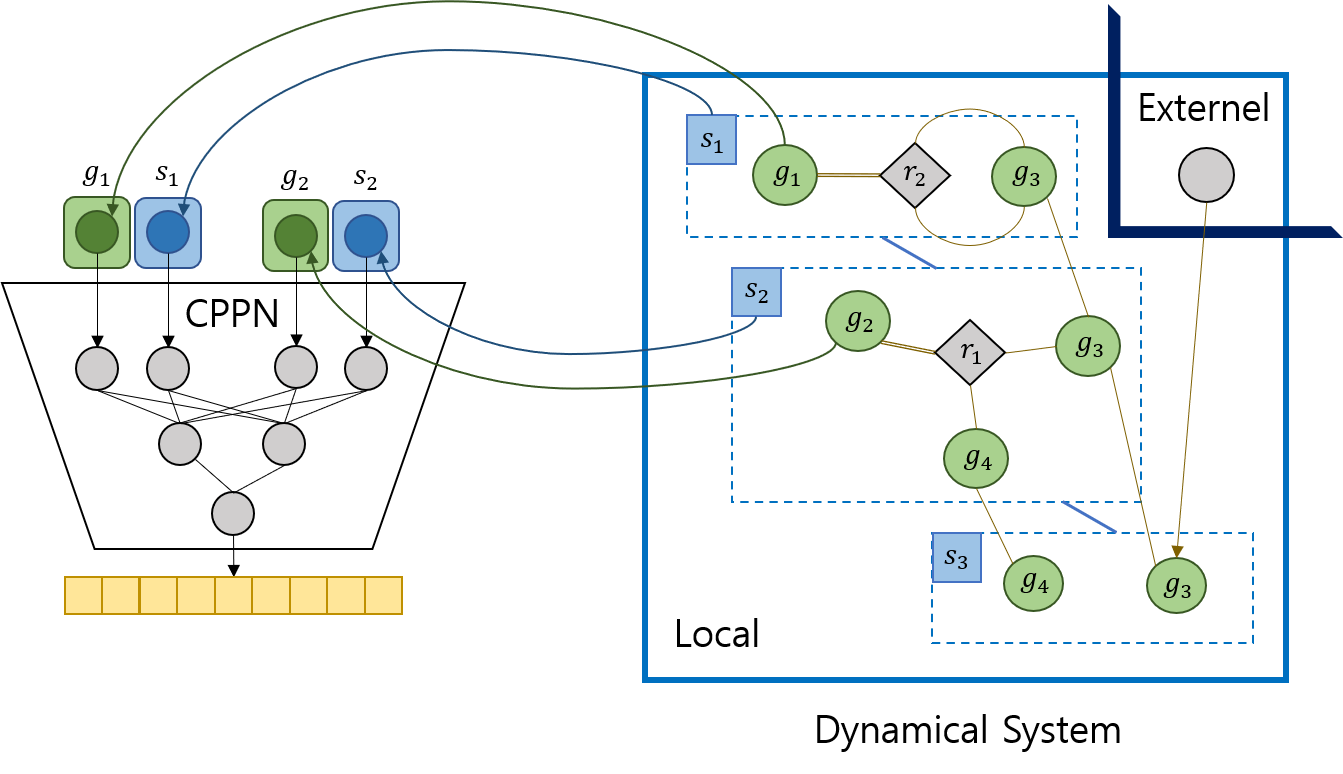 Externel
s₁
g₁
r₂
g₃
g₁
s₁
g₂
s₂
s₂
g₂
r₁
g₃
CPPN
g₄
s₃
g₄
g₃
Local
Dynamical System